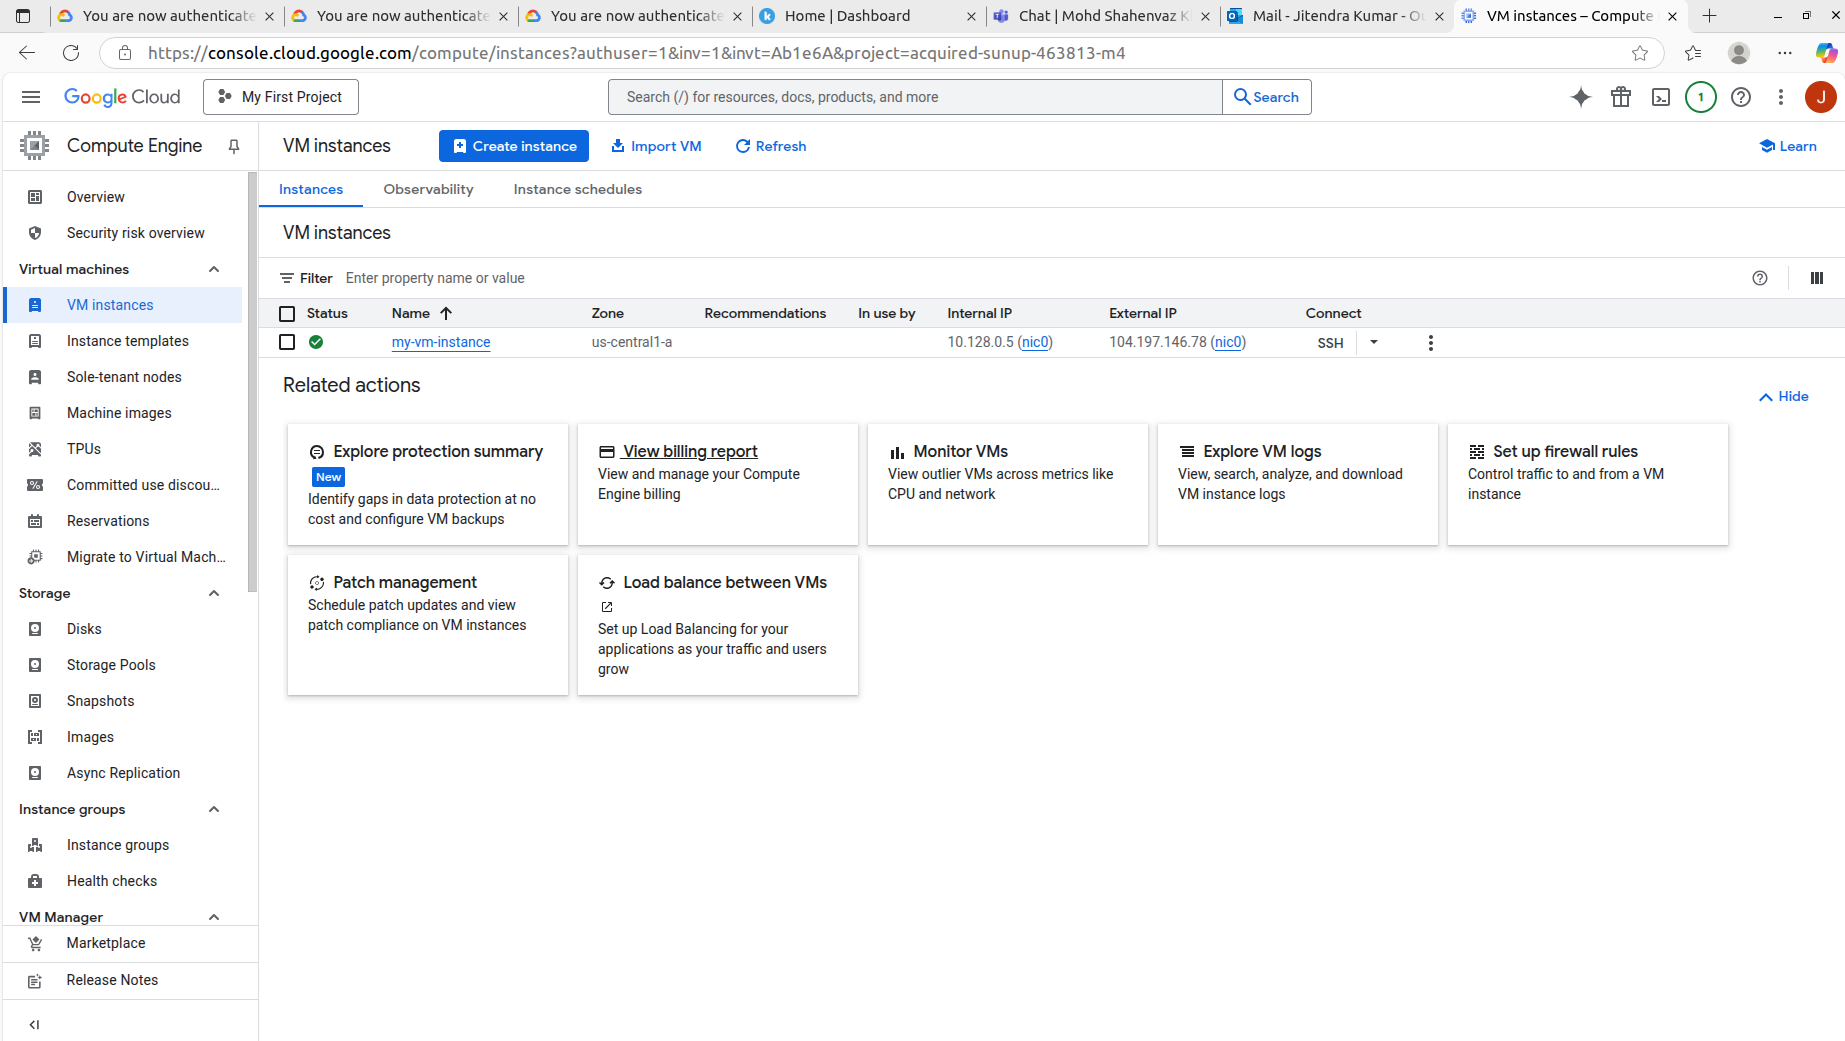 You are now authenticate
You are now authenticate
You are now authenticate
Home | Dashboard
Chat | Mohd Shahenvaz K
Mail - Jitendra Kumar - Ou
VM instances – Compute
https://console.cloud.google.com/compute/instances?authuser=1&inv=1&invt=Ab1e6A&project=acquired-sunup-463813-m4
Google Cloud
My First Project
Search (/) for resources, docs, products, and more
Search
1
J
Compute Engine
VM instances
Create instance
Import VM
Refresh
Learn
Overview
Security risk overview
Virtual machines
VM instances
Instance templates
Sole-tenant nodes
Machine images
TPUs
Committed use discou...
Reservations
Migrate to Virtual Mach...
Storage
Disks
Storage Pools
Snapshots
Images
Async Replication
Instance groups
Instance groups
Health checks
VM Manager
Marketplace
Release Notes
Instances
Observability
Instance schedules
VM instances
Filter
Enter property name or value
Status
Name
Zone
Recommendations
In use by
Internal IP
External IP
Connect
my-vm-instance
us-central1-a
10.128.0.5 (nic0)
104.197.146.78 (nic0)
SSH
Related actions
Hide
Explore protection summary
New
Identify gaps in data protection at no
cost and configure VM backups
View billing report
View and manage your Compute
Engine billing
Monitor VMs
View outlier VMs across metrics like
CPU and network
Explore VM logs
View, search, analyze, and download
VM instance logs
Set up firewall rules
Control traffic to and from a VM
instance
Patch management
Schedule patch updates and view
patch compliance on VM instances
Load balance between VMs
Set up Load Balancing for your
applications as your traffic and users
grow